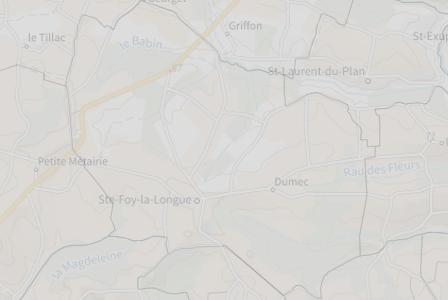 Griffon
le Tillac
le Babin
St-Exup
St-Laurent-du-Plan
Petite Métairie
Rau des Fleurs
Dumec
Ste-Foy-la-Longue
la Magdeleine